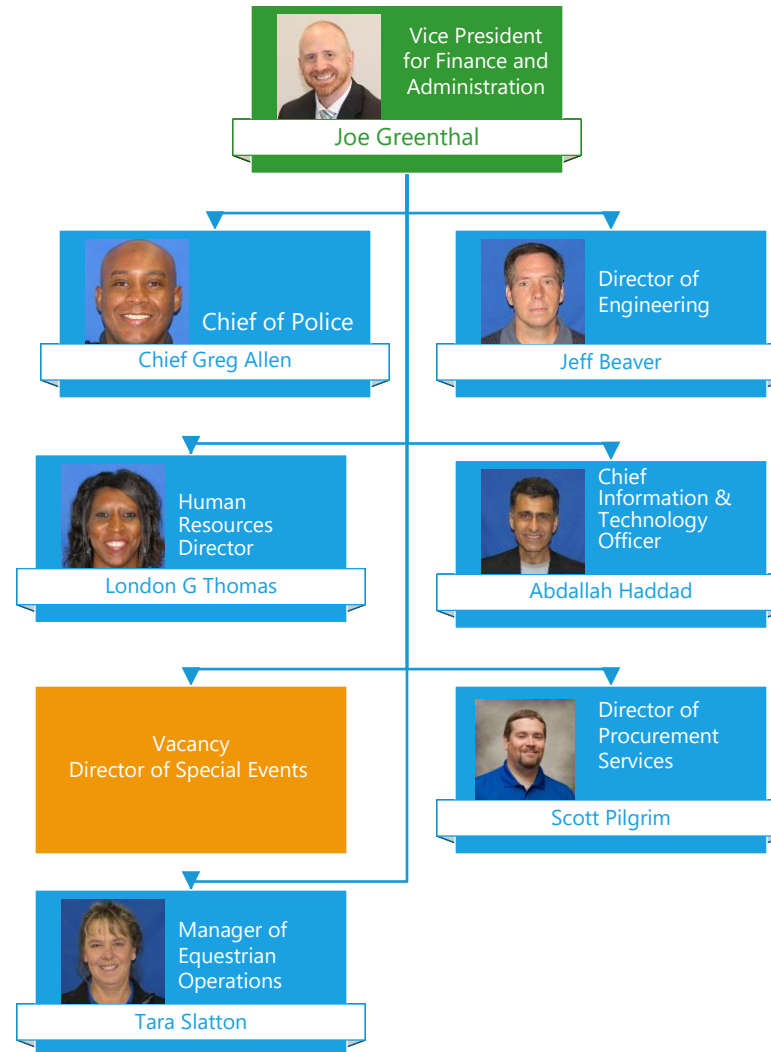 Vice President
for Finance and
Administration
Joe Greenthal
Chief of Police
Chief Greg Allen
Director of
Engineering
Jeff Beaver
Human
Resources
Director
London G Thomas
Chief
Information &
Technology
Officer
Abdallah Haddad
Vacancy
Director of Special Events
Director of
Procurement
Services
Scott Pilgrim
Manager of
Equestrian
Operations
Tara Slatton